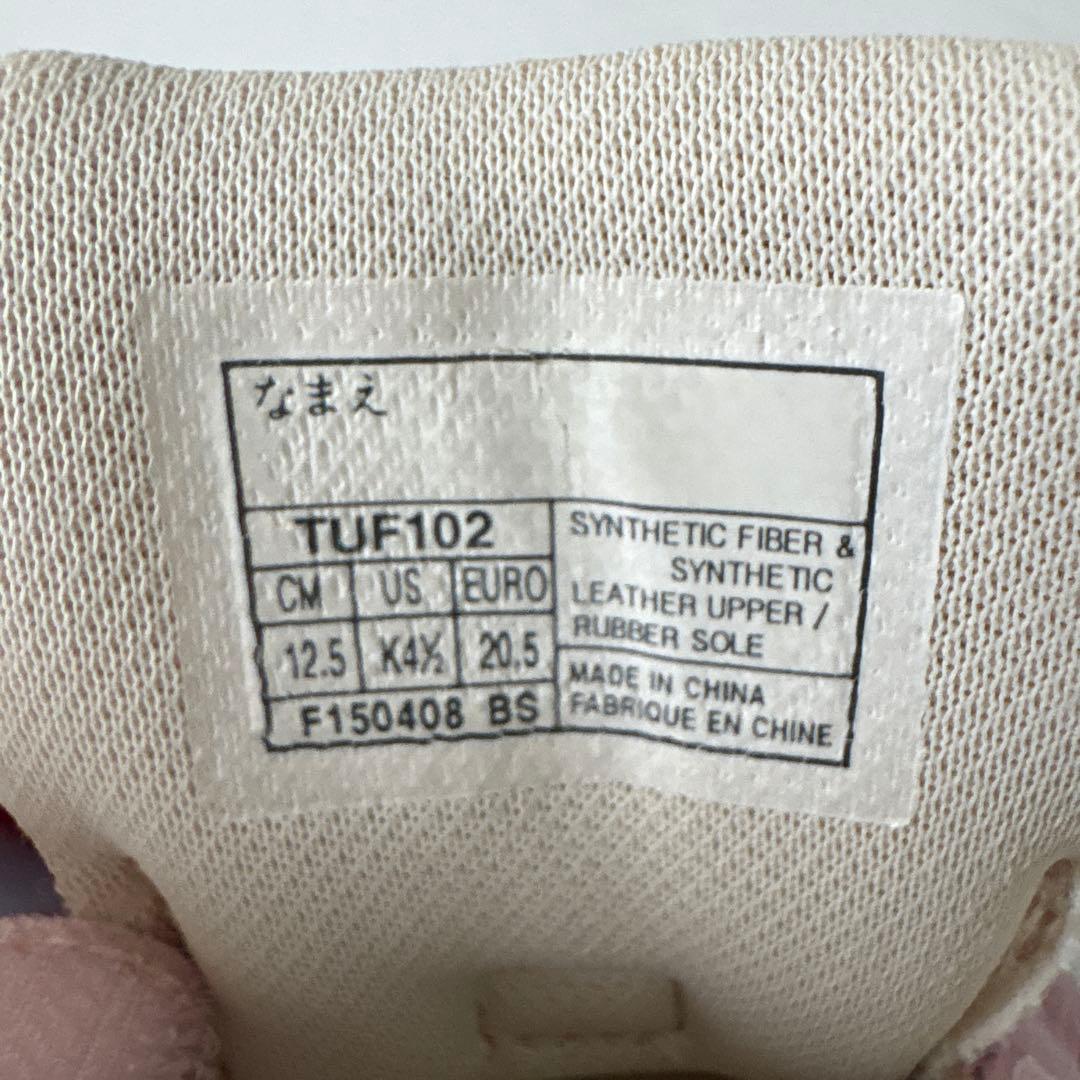 なまえ
TUF102
CM US EURO
12.5 K4½ 20.5
F150408 BS
SYNTHETIC FIBER &
SYNTHETIC
LEATHER UPPER /
RUBBER SOLE
MADE IN CHINA
FABRIQUE EN CHINE